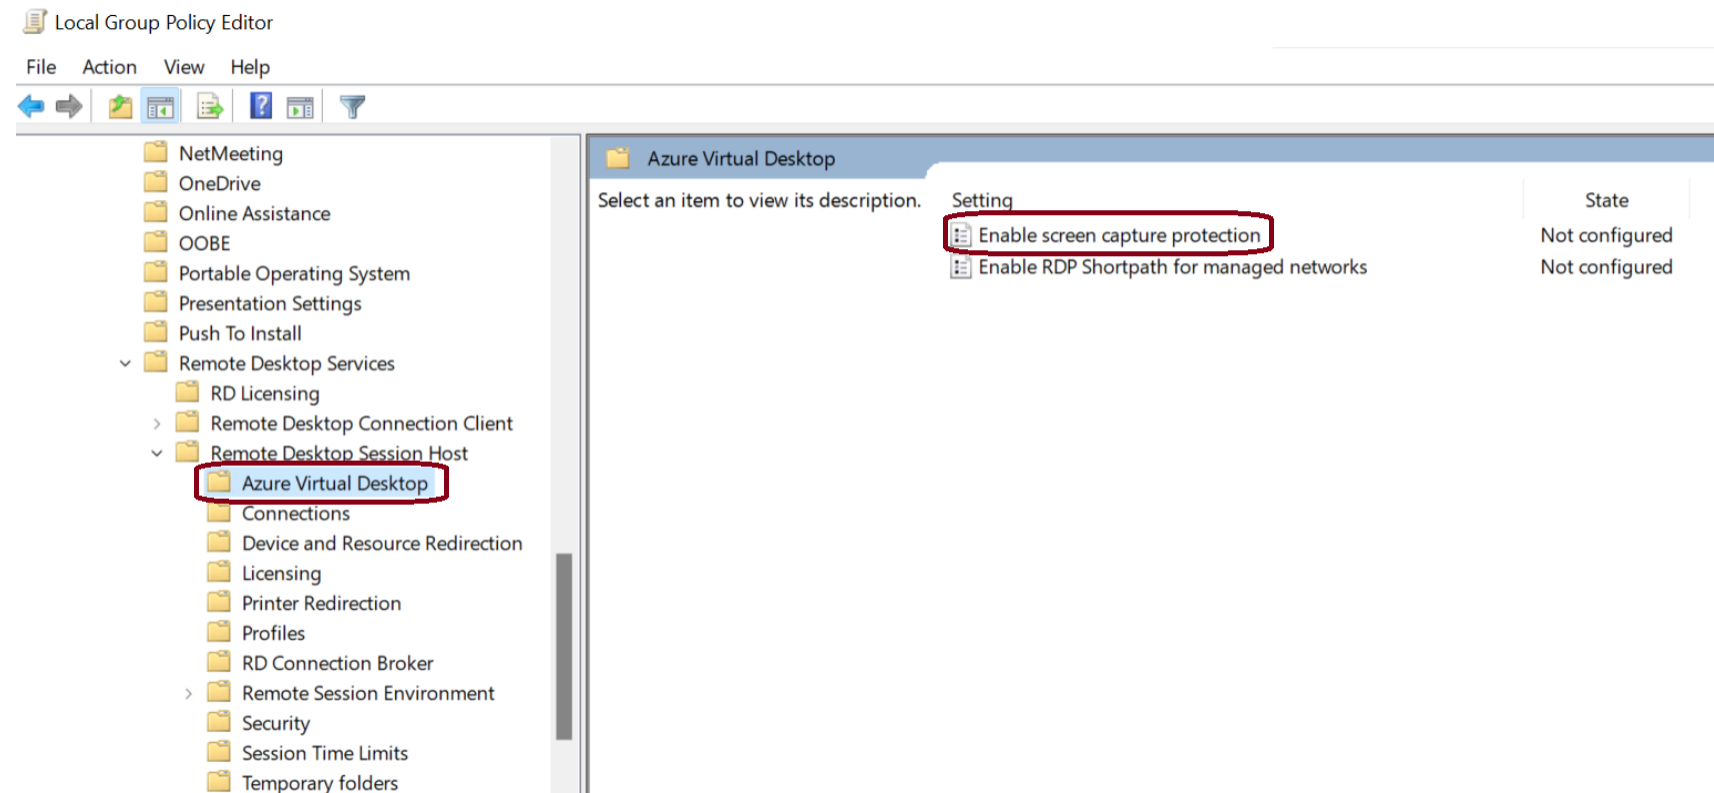 Local Group Policy Editor
File Action View Help
NetMeeting
OneDrive
Online Assistance
OOBE
Portable Operating System
Presentation Settings
Push To Install
Remote Desktop Services
RD Licensing
Remote Desktop Connection Client
Remote Desktop Session Host
Azure Virtual Desktop
Connections
Device and Resource Redirection
Licensing
Printer Redirection
Profiles
RD Connection Broker
Remote Session Environment
Security
Session Time Limits
Temporary folders
Azure Virtual Desktop
Select an item to view its description.
Setting State
Enable screen capture protection Not configured
Enable RDP Shortpath for managed networks Not configured